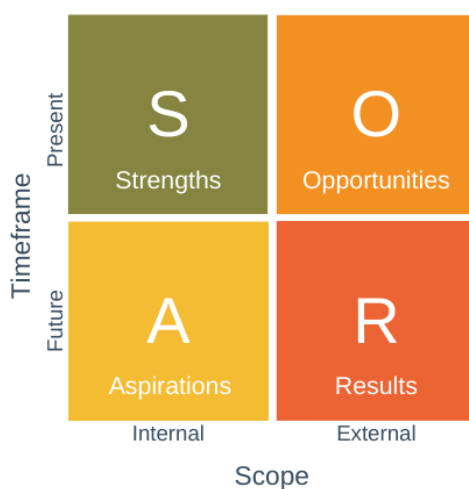 Timeframe
Present
S
Strengths
O
Opportunities
Future
A
Aspirations
R
Results
Internal
External
Scope